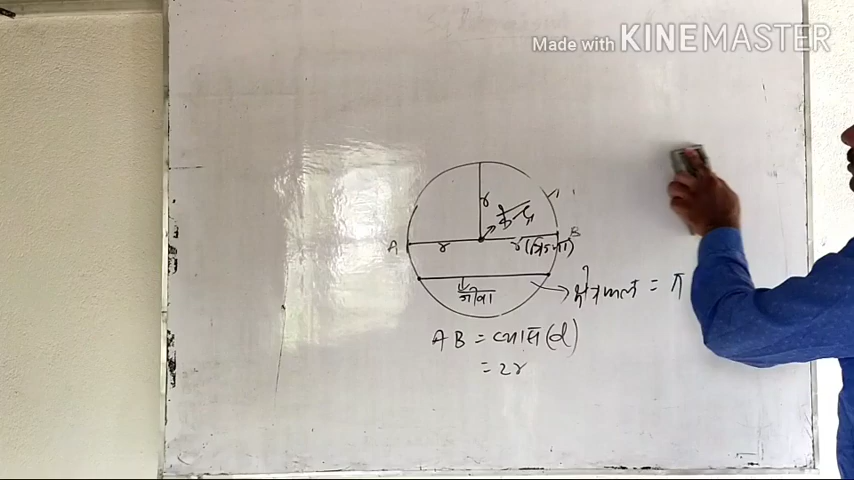 Made with KINEMASTER
r
केन्द्र
A
r
r (त्रिज्या)
B
जीवा
क्षेत्रफल = π
AB = व्यास (d)
= 2r